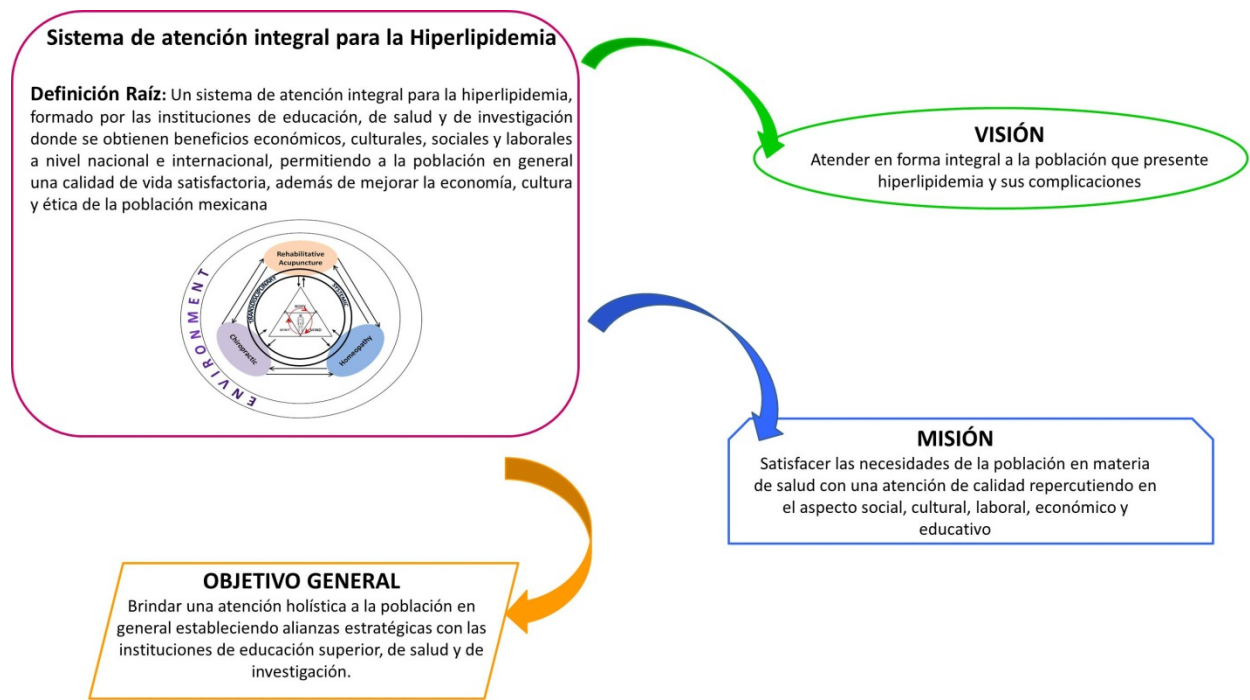 Sistema de atención integral para la Hiperlipidemia
Definición Raíz: Un sistema de atención integral para la hiperlipidemia,
formado por las instituciones de educación, de salud y de investigación
donde se obtienen beneficios económicos, culturales, sociales y laborales
a nivel nacional e internacional, permitiendo a la población en general
una calidad de vida satisfactoria, además de mejorar la economía, cultura
y ética de la población mexicana
ENVIRONMENT
Rehabilitative
Acupuncture
TRANSDISCIPLINARY
SYSTEMIC
Chiropractic
Homeopathy
VISIÓN
Atender en forma integral a la población que presente
hiperlipidemia y sus complicaciones
MISIÓN
Satisfacer las necesidades de la población en materia
de salud con una atención de calidad repercutiendo en
el aspecto social, cultural, laboral, económico y
educativo
OBJETIVO GENERAL
Brindar una atención holística a la población en
general estableciendo alianzas estratégicas con las
instituciones de educación superior, de salud y de
investigación.